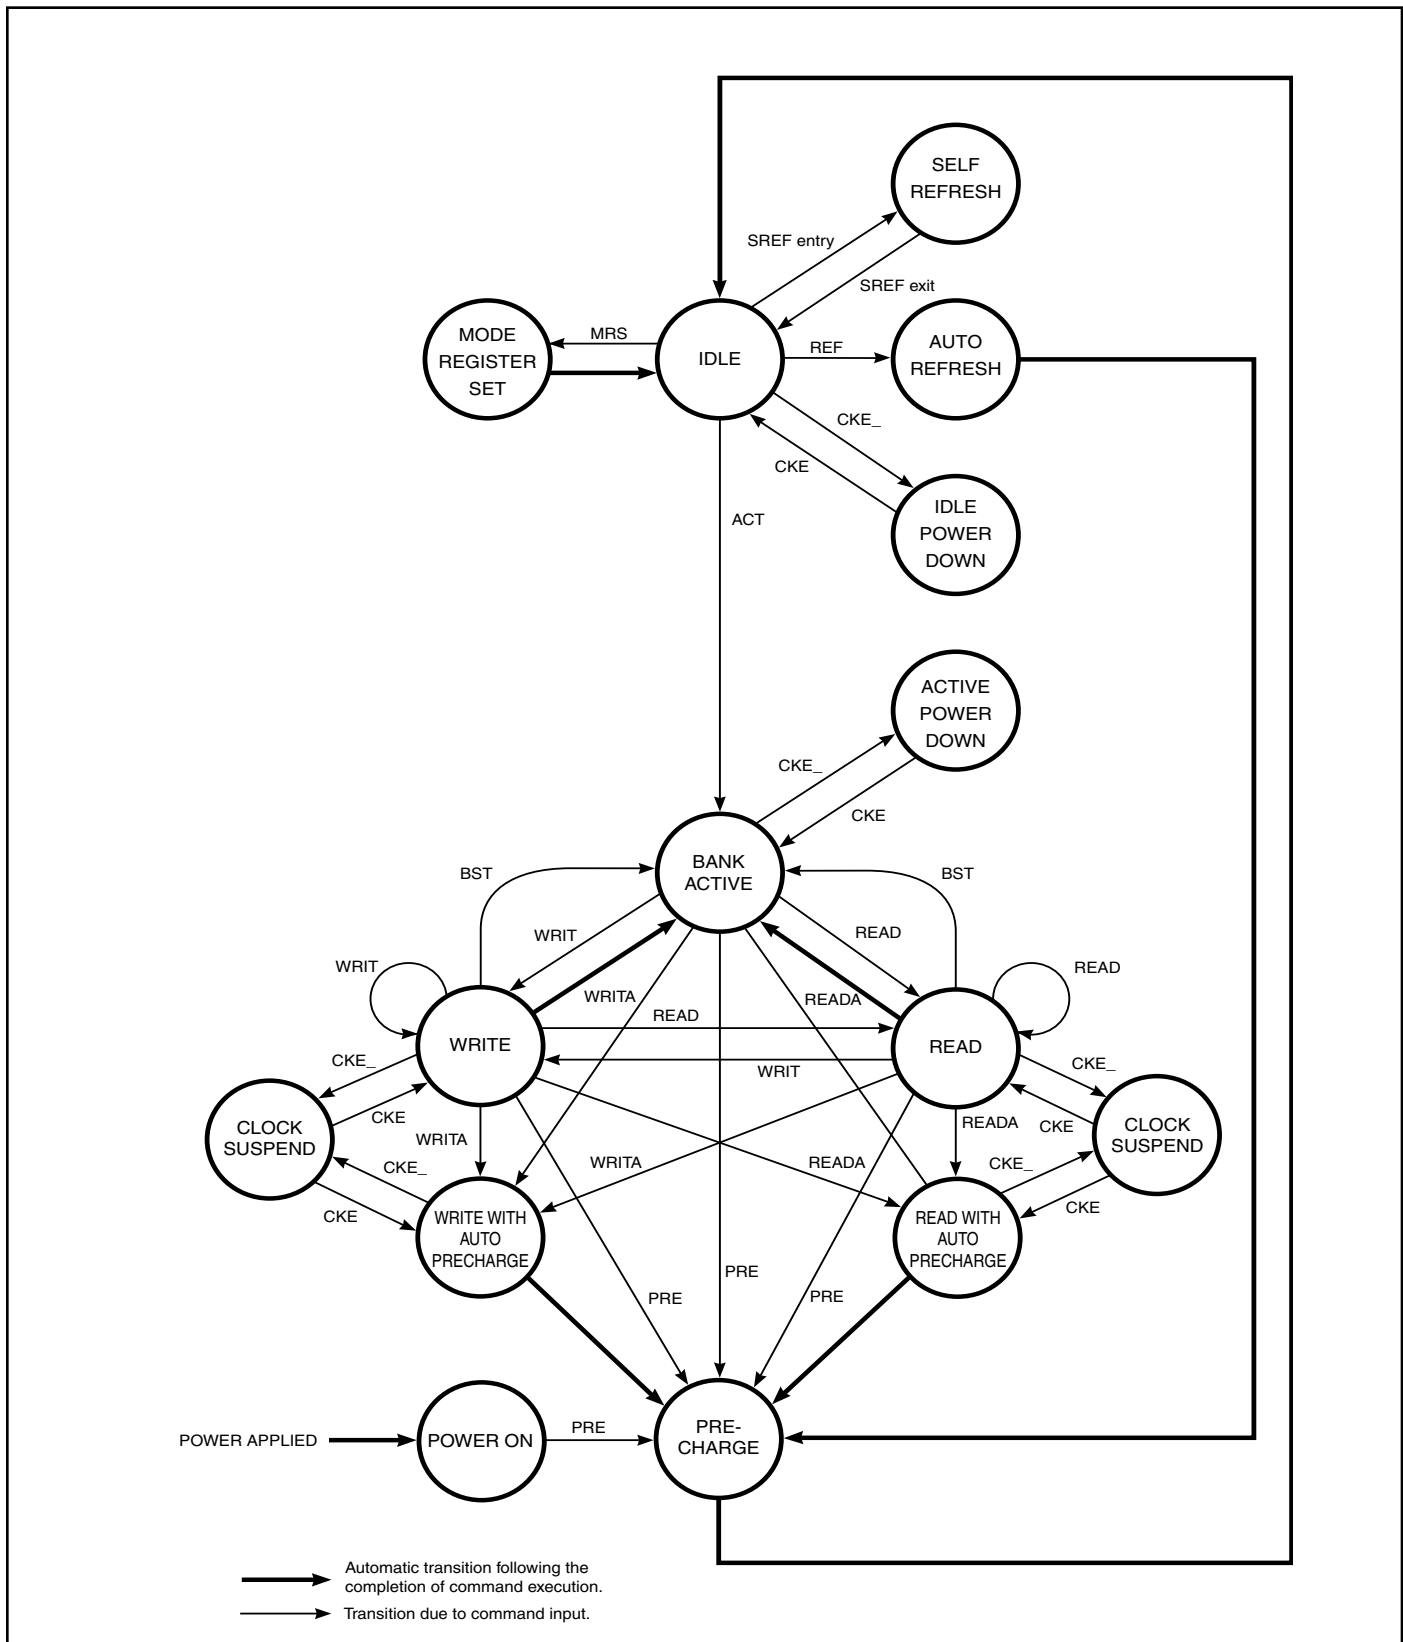 SELF
REFRESH
SREF entry
SREF exit
MODE
REGISTER
SET
MRS
IDLE
REF
AUTO
REFRESH
CKE_
CKE
IDLE
POWER
DOWN
ACT
ACTIVE
POWER
DOWN
CKE_
CKE
BANK
ACTIVE
BST
BST
WRIT
READ
WRIT
READ
WRITA
READA
READ
WRITE
READ
WRIT
CKE_
CKE_
CLOCK
SUSPEND
CKE
WRITA
READA
CKE
CLOCK
SUSPEND
CKE_
WRITA
READA
CKE_
CKE
CKE
WRITE WITH
AUTO
PRECHARGE
READ WITH
AUTO
PRECHARGE
PRE
PRE
PRE
POWER APPLIED
POWER ON
PRE
PRE-
CHARGE
Automatic transition following the
completion of command execution.
Transition due to command input.